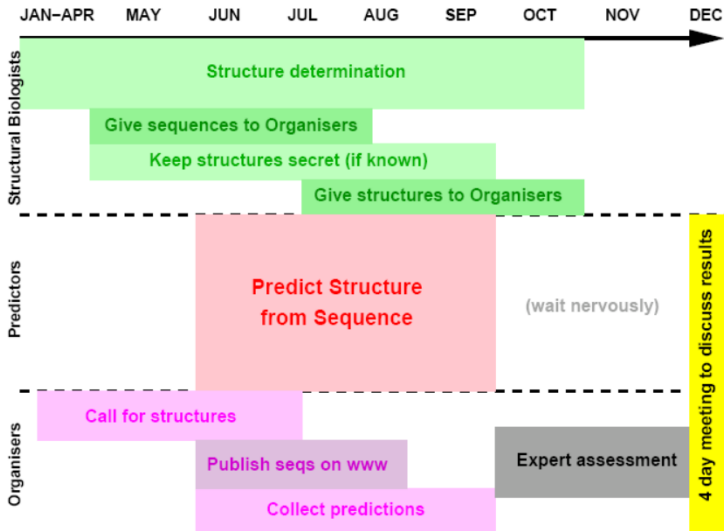 JAN–APR MAY JUN JUL AUG SEP OCT NOV DEC
Structural Biologists
Structure determination
Give sequences to Organisers
Keep structures secret (if known)
Give structures to Organisers
Predictors
Predict Structure
from Sequence
(wait nervously)
4 day meeting to discuss results
Organisers
Call for structures
Publish seqs on www
Expert assessment
Collect predictions